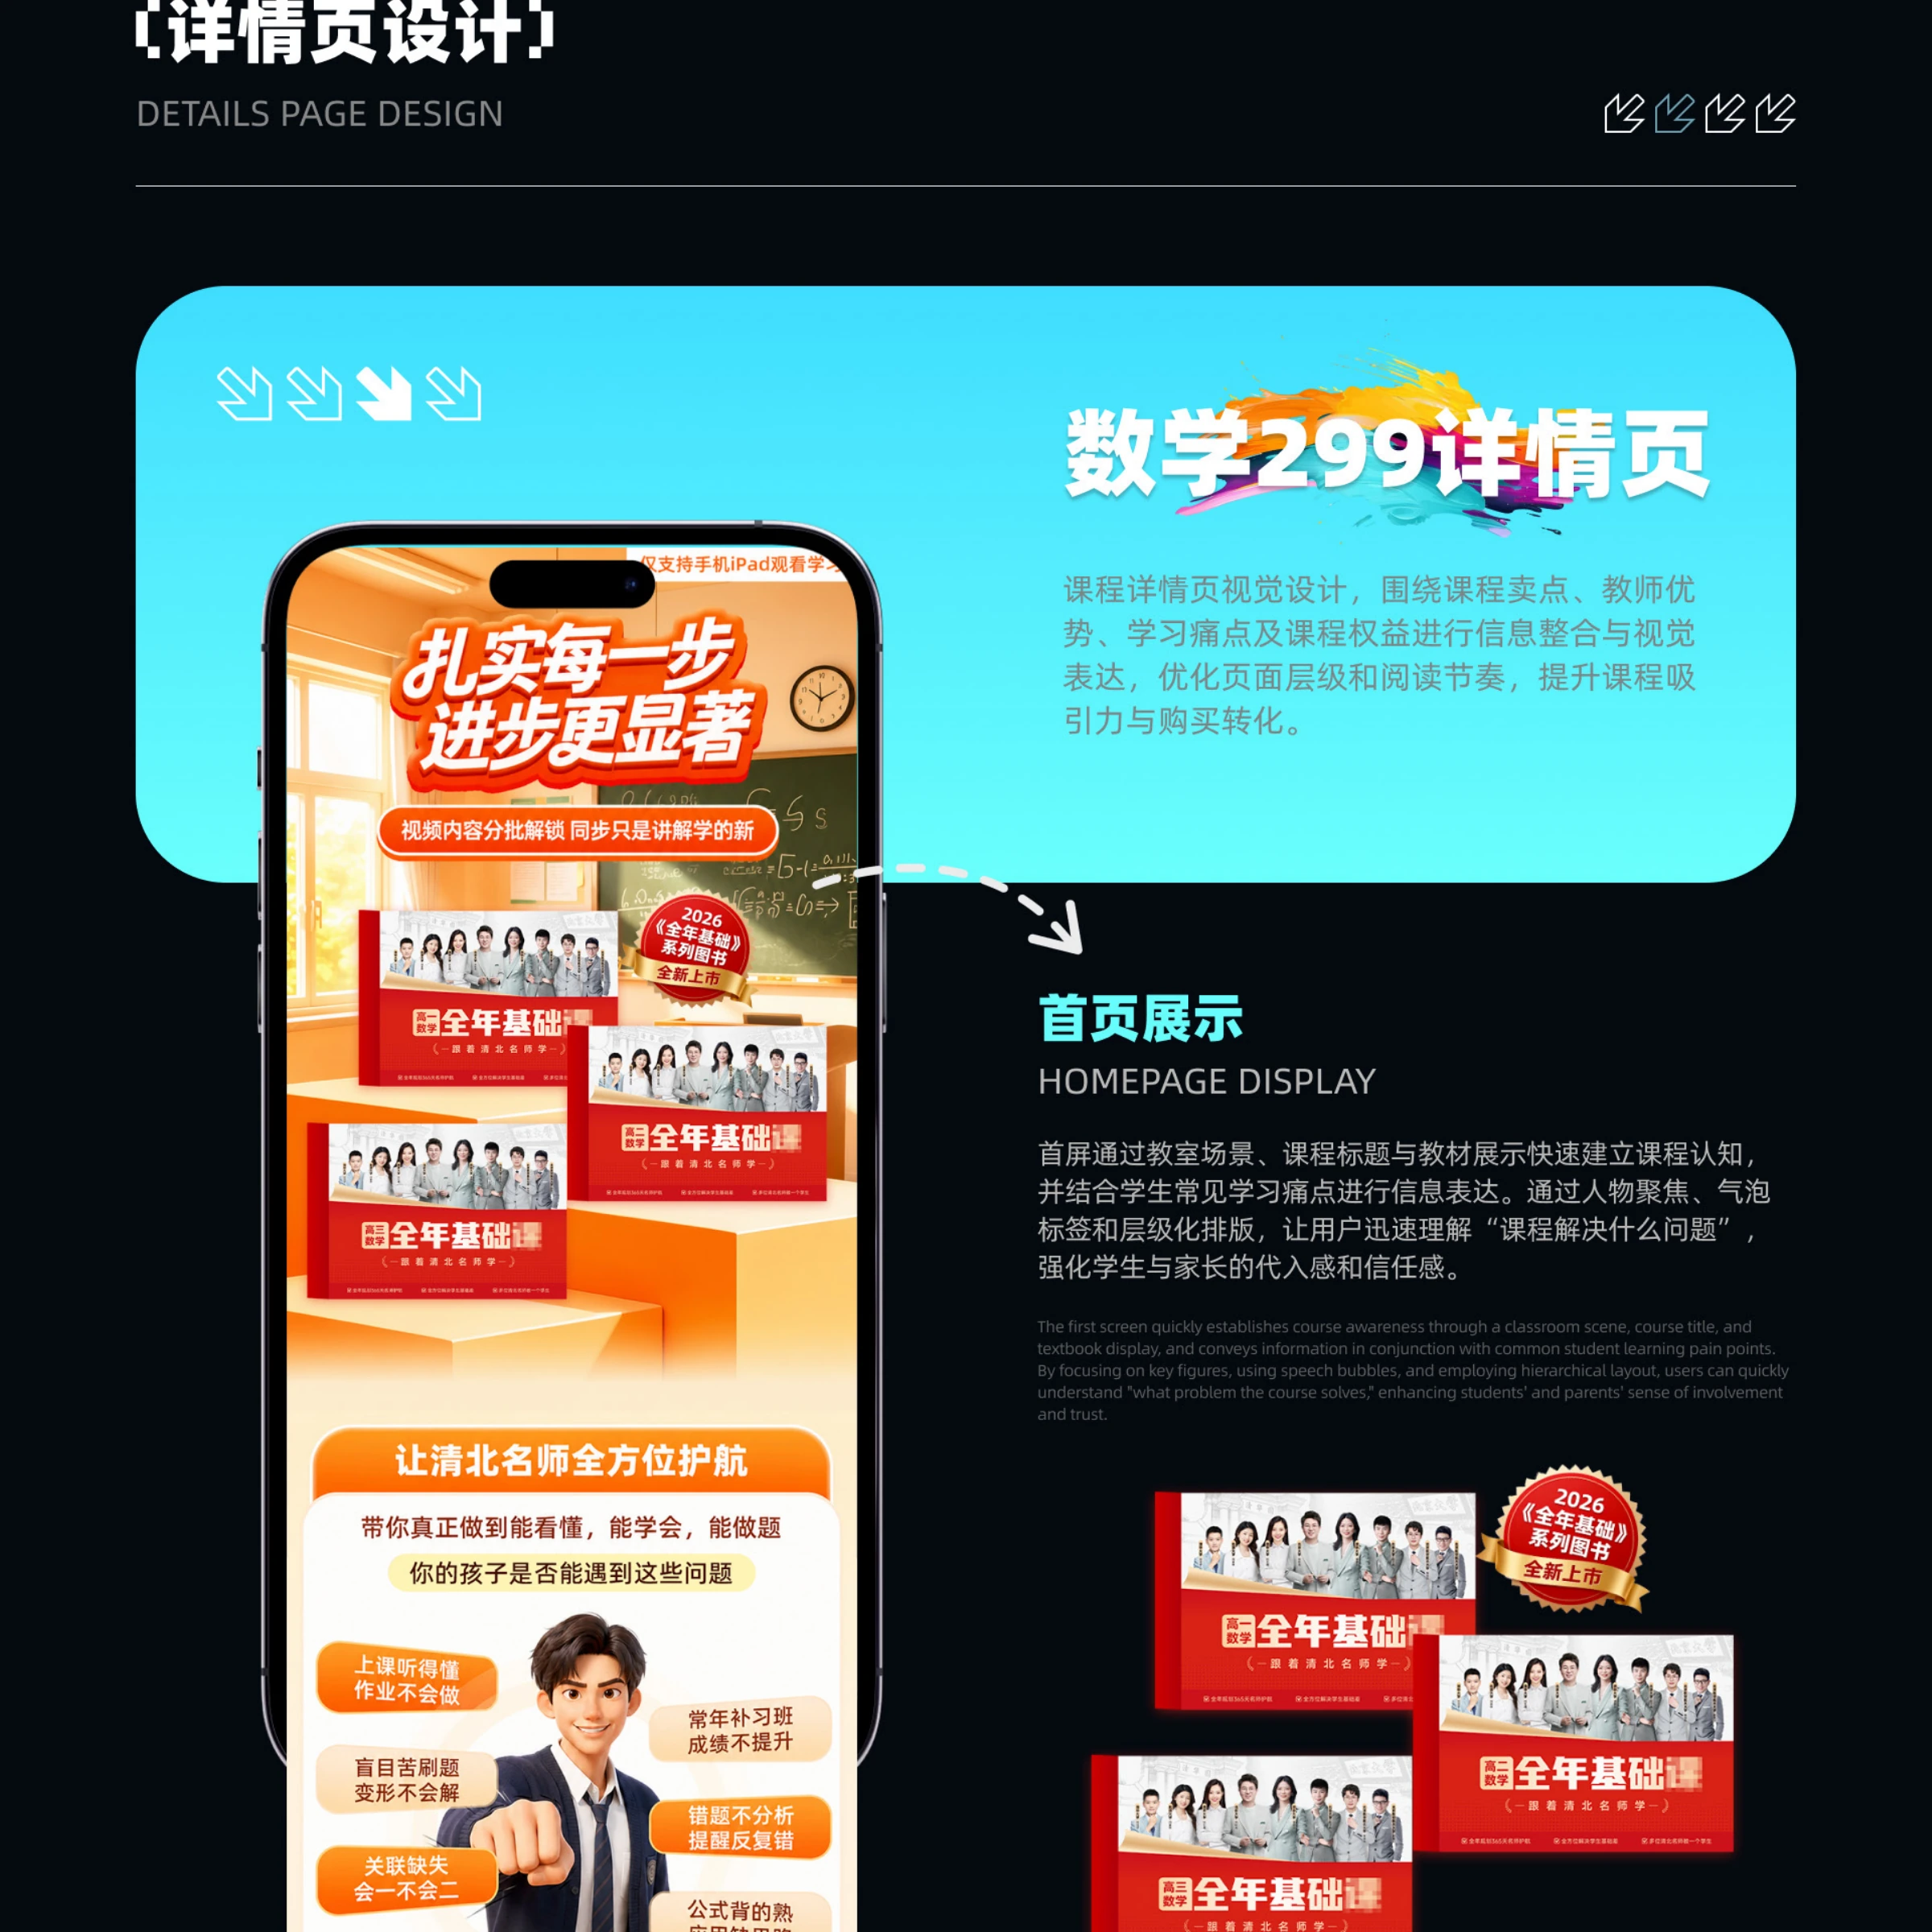 【详情页设计】
DETAILS PAGE DESIGN
数学299详情页
课程详情页视觉设计，围绕课程卖点、教师优
势、学习痛点及课程权益进行信息整合与视觉
表达，优化页面层级和阅读节奏，提升课程吸
引力与购买转化。
仅支持手机iPad观看学习
扎实每一步
进步更显著
视频内容分批解锁 同步只是讲解学的新
2026
《全年基础》
系列图书
全新上市
高一
数学
全年基础
跟着清北名师学
高二
数学
全年基础课
跟着清北名师学
高三
数学
全年基础课
跟着清北名师学
让清北名师全方位护航
带你真正做到能看懂，能学会，能做题
你的孩子是否能遇到这些问题
上课听得懂
作业不会做
常年补习班
成绩不提升
盲目苦刷题
变形不会解
错题不分析
提醒反复错
关联缺失
会一不会二
公式背的熟
首页展示
HOMEPAGE DISPLAY
首屏通过教室场景、课程标题与教材展示快速建立课程认知，
并结合学生常见学习痛点进行信息表达。通过人物聚焦、气泡
标签和层级化排版，让用户迅速理解“课程解决什么问题”，
强化学生与家长的代入感和信任感。
The first screen quickly establishes course awareness through a classroom scene, course title, and
textbook display, and conveys information in conjunction with common student learning pain points.
By focusing on key figures, using speech bubbles, and employing hierarchical layout, users can quickly
understand "what problem the course solves," enhancing students' and parents' sense of involvement
and trust.
2026
《全年基础》
系列图书
全新上市
高一
数学
全年基础
跟着清北名师学
高二
数学
全年基础课
跟着清北名师学
高三
数学
全年基础课
跟着清北名师学